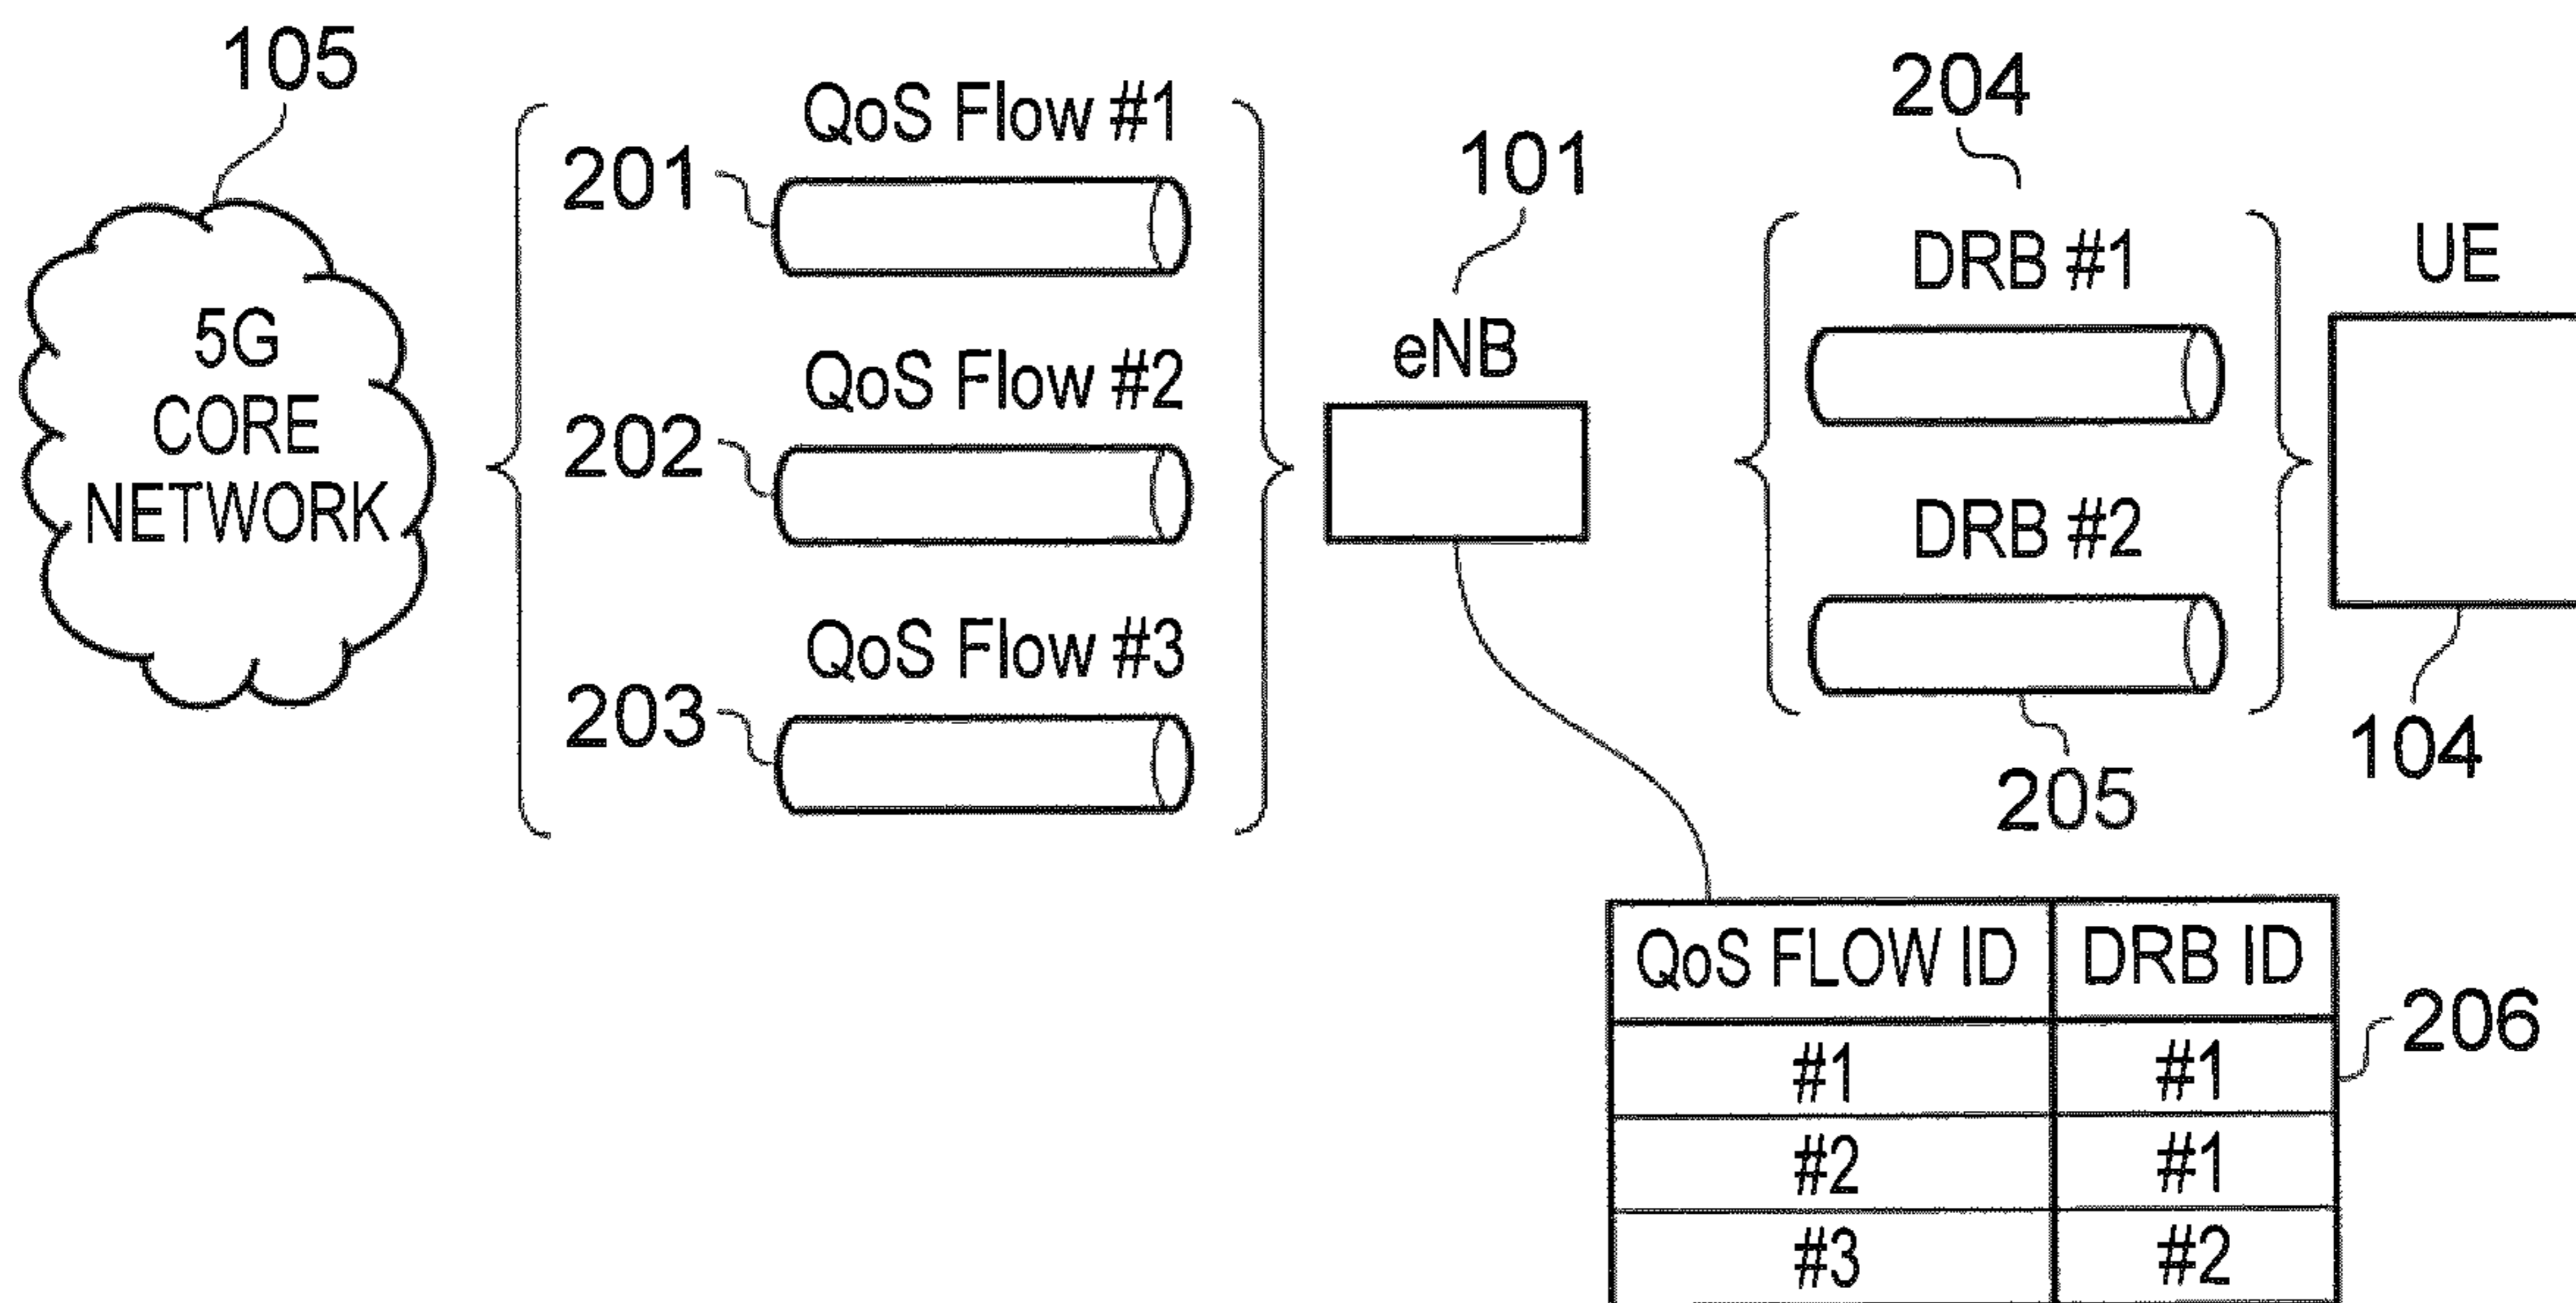 105
5G
CORE
NETWORK
QoS Flow #1
201
QoS Flow #2
202
QoS Flow #3
203
101
eNB
204
DRB #1
DRB #2
205
UE
104
QoS FLOW ID DRB ID
#1 #1
#2 #1
#3 #2
206